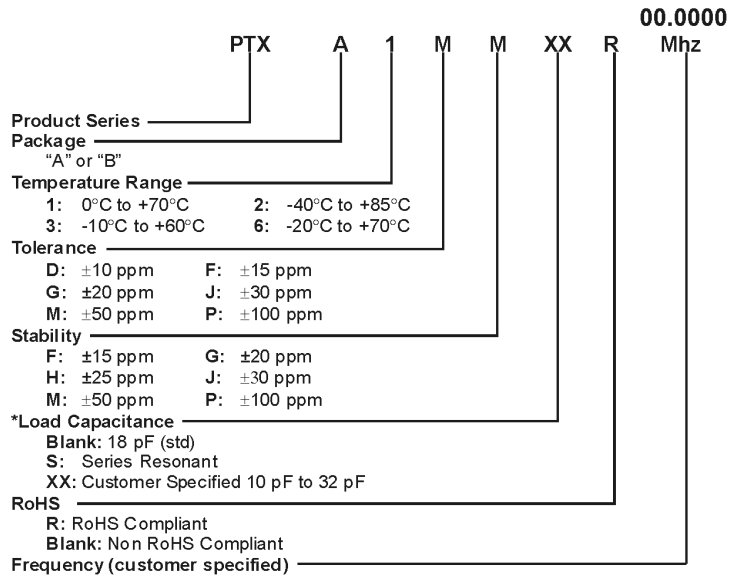 00.0000
PTX A 1 M M XX R Mhz
Product Series
Package
“A” or “B”
Temperature Range
1: 0°C to +70°C 2: -40°C to +85°C
3: -10°C to +60°C 6: -20°C to +70°C
Tolerance
D: ±10 ppm F: ±15 ppm
G: ±20 ppm J: ±30 ppm
M: ±50 ppm P: ±100 ppm
Stability
F: ±15 ppm G: ±20 ppm
H: ±25 ppm J: ±30 ppm
M: ±50 ppm P: ±100 ppm
*Load Capacitance
Blank: 18 pF (std)
S: Series Resonant
XX: Customer Specified 10 pF to 32 pF
RoHS
R: RoHS Compliant
Blank: Non RoHS Compliant
Frequency (customer specified)